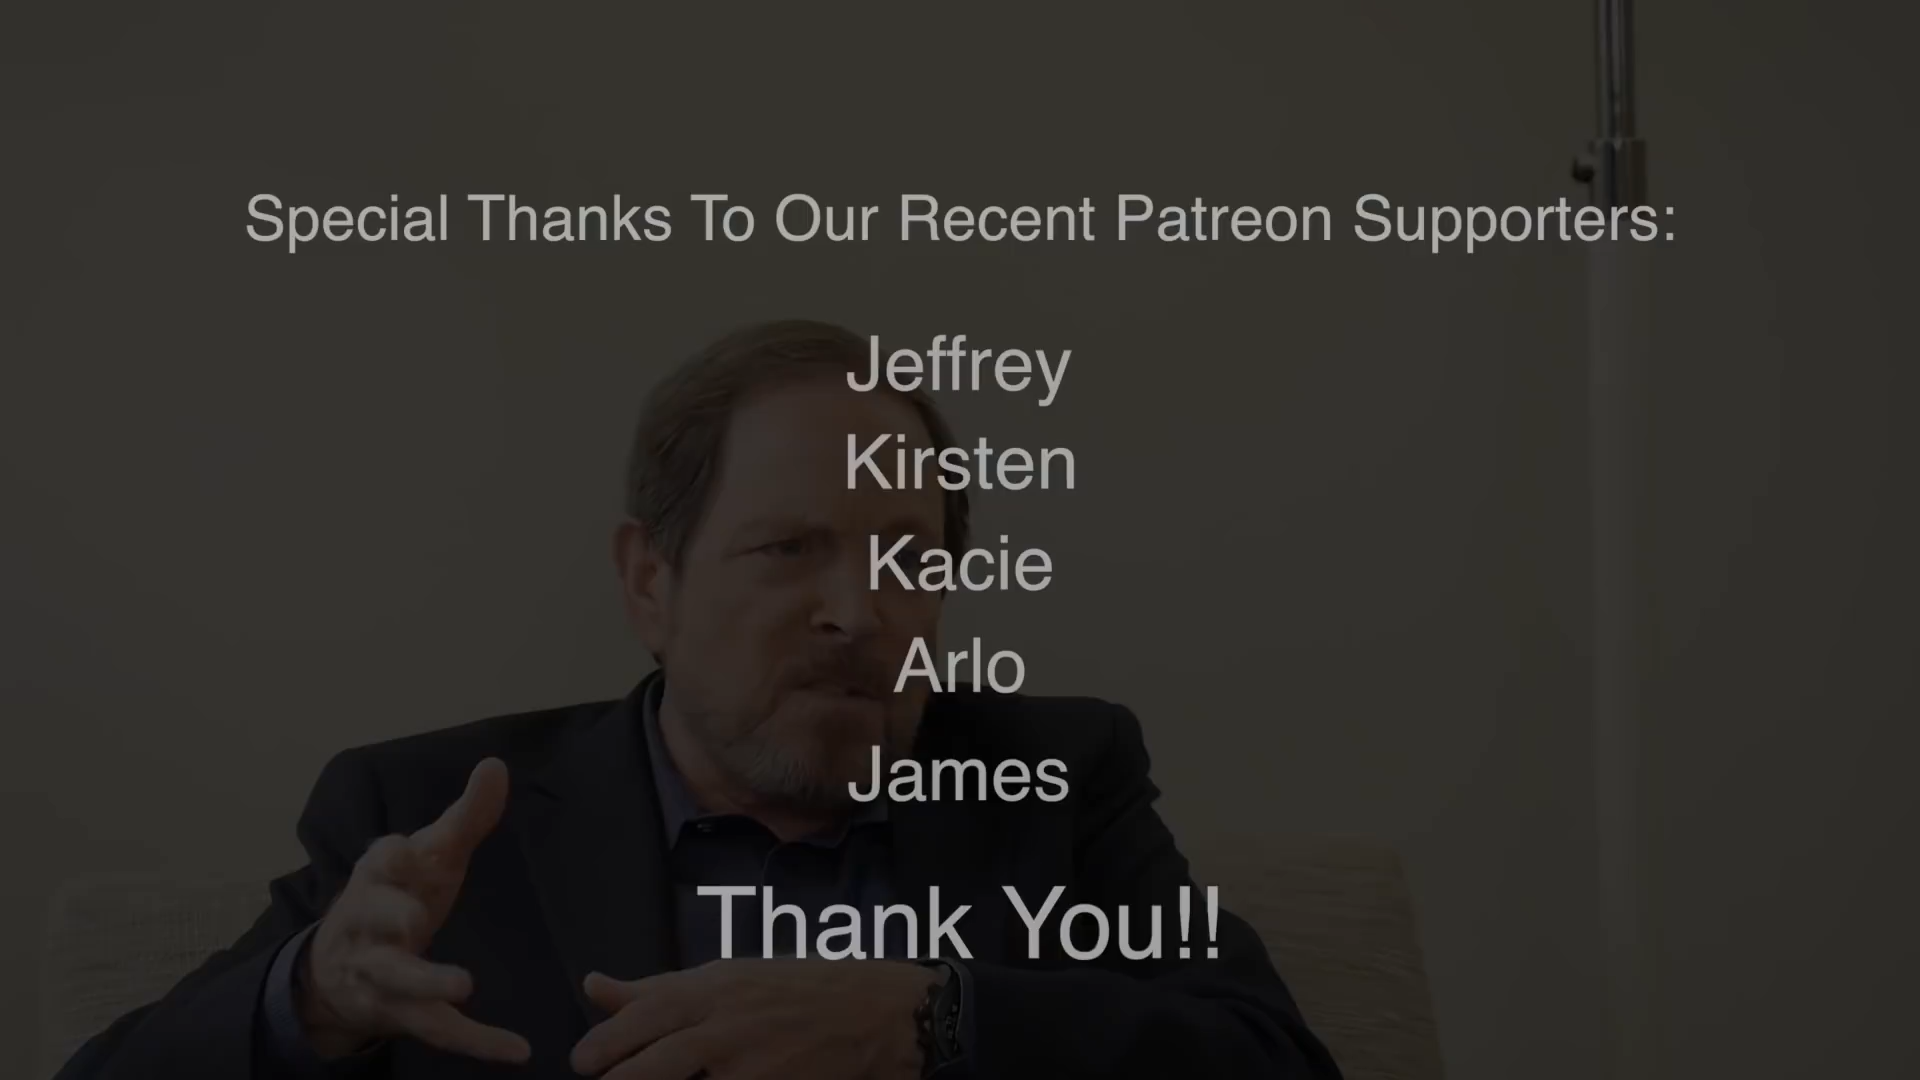 Special Thanks To Our Recent Patreon Supporters:
Jeffrey
Kirsten
Kacie
Arlo
James
Thank You!!